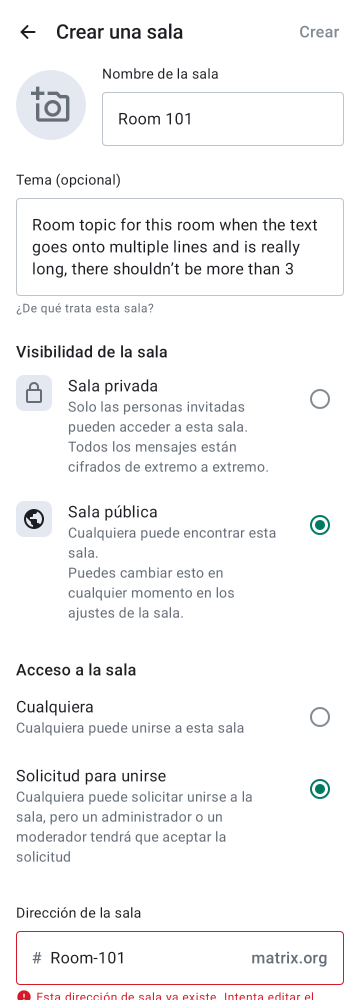 Crear una sala
Crear
Nombre de la sala
Room 101
Tema (opcional)
Room topic for this room when the text
goes onto multiple lines and is really
long, there shouldn’t be more than 3
¿De qué trata esta sala?
Visibilidad de la sala
Sala privada
Solo las personas invitadas
pueden acceder a esta sala.
Todos los mensajes están
cifrados de extremo a extremo.
Sala pública
Cualquiera puede encontrar esta
sala.
Puedes cambiar esto en
cualquier momento en los
ajustes de la sala.
Acceso a la sala
Cualquiera
Cualquiera puede unirse a esta sala
Solicitud para unirse
Cualquiera puede solicitar unirse a la
sala, pero un administrador o un
moderador tendrá que aceptar la
solicitud
Dirección de la sala
# Room-101 matrix.org
Esta dirección de sala ya existe. Intenta editar el